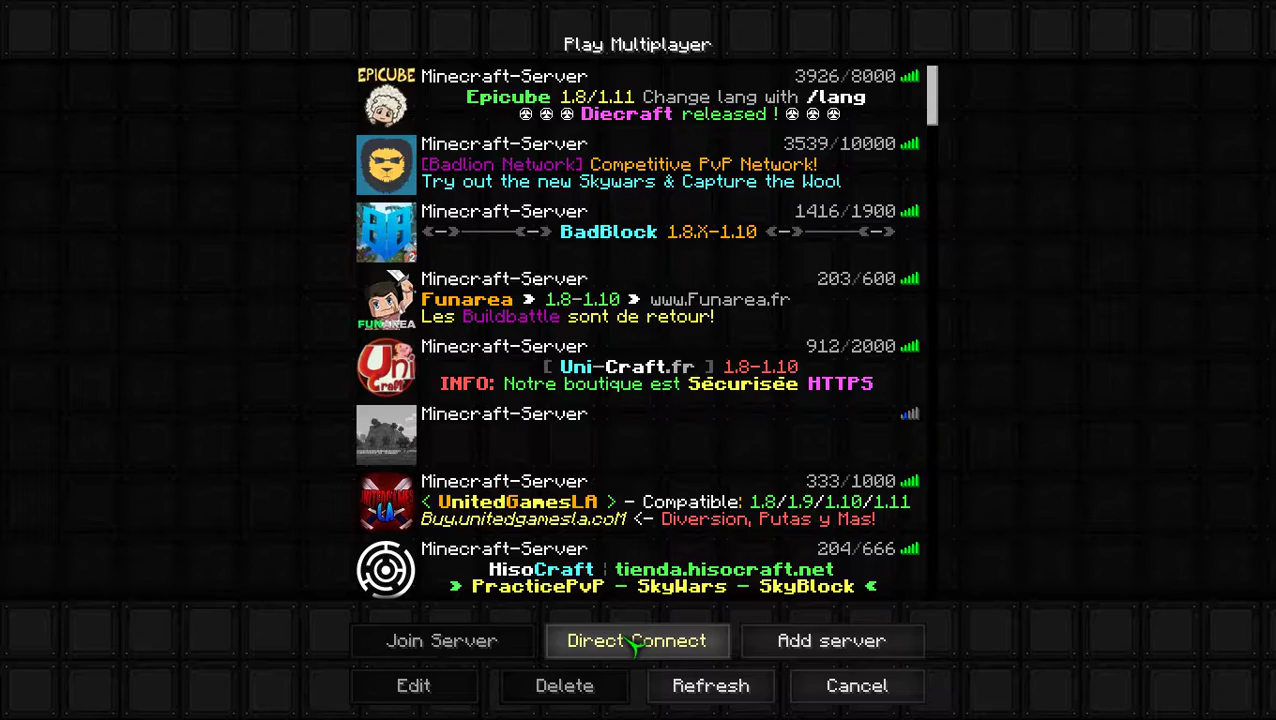 Play Multiplayer
EPICUBE
Minecraft-Server 3926/8000
Epicube 1.8/1.11 Change lang with /lang
☢ ☢ ☢ Diecraft released ! ☢ ☢ ☢
Minecraft-Server 3539/10000
[Badlion Network] Competitive PvP Network!
Try out the new Skywars & Capture the Wool
Minecraft-Server 1416/1900
BadBlock 1.8.X-1.10
Minecraft-Server 203/600
Funarea » 1.8-1.10 » www.Funarea.fr
FUNAREA
Les Buildbattle sont de retour!
Minecraft-Server 912/2000
Uni Craft
[ Uni-Craft.fr ] 1.8-1.10
INFO: Notre boutique est Sécurisée HTTPS
Minecraft-Server
Minecraft-Server 333/1000
< UnitedGamesLA > - Compatible: 1.8/1.9/1.10/1.11
Buy.unitedgamesla.coM <- Diversion, Putas y Mas!
Minecraft-Server 204/666
HisoCraft ¦ tienda.hisocraft.net
» PracticePvP - SkyWars - SkyBlock «
Join Server Direct Connect Add server
Edit Delete Refresh Cancel